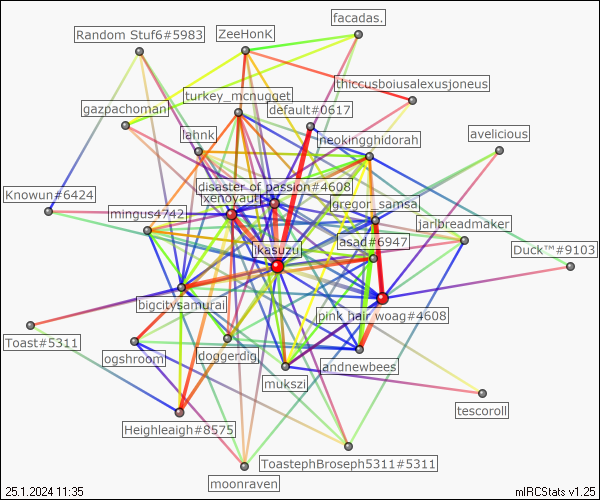 facadas.
Random Stuf6#5983
ZeeHonK
thiccusboiusalexusjoneus
turkey_mcnugget
gazpachoman
default#0617
lahnk
neokingghidorah
avelicious
disaster of passion#4608
Knowun#6424
xenoyaut
gregor_samsa
mingus4742
jarlbreadmaker
asad#6947
Duck™#9103
ikasuzu
bigcitysamurai
pink hair woag#4608
Toast#5311
ogshroom
doggerdig
andnewbees
mukszi
tescoroll
Heighleaigh#8575
ToastephBroseph5311#5311
moonraven
25.1.2024 11:35
mIRCStats v1.25